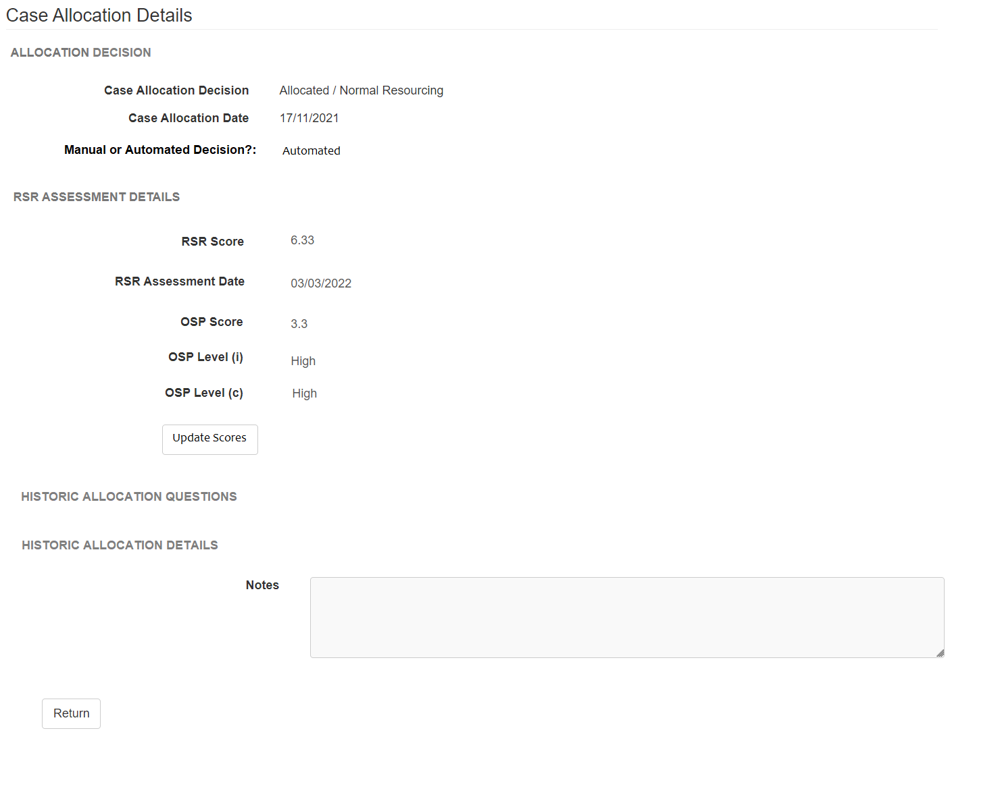 Case Allocation Details
ALLOCATION DECISION
Case Allocation Decision Allocated / Normal Resourcing
Case Allocation Date 17/11/2021
Manual or Automated Decision?: Automated
RSR ASSESSMENT DETAILS
RSR Score 6.33
RSR Assessment Date 03/03/2022
OSP Score 3.3
OSP Level (i) High
OSP Level (c) High
Update Scores
HISTORIC ALLOCATION QUESTIONS
HISTORIC ALLOCATION DETAILS
Notes
Return